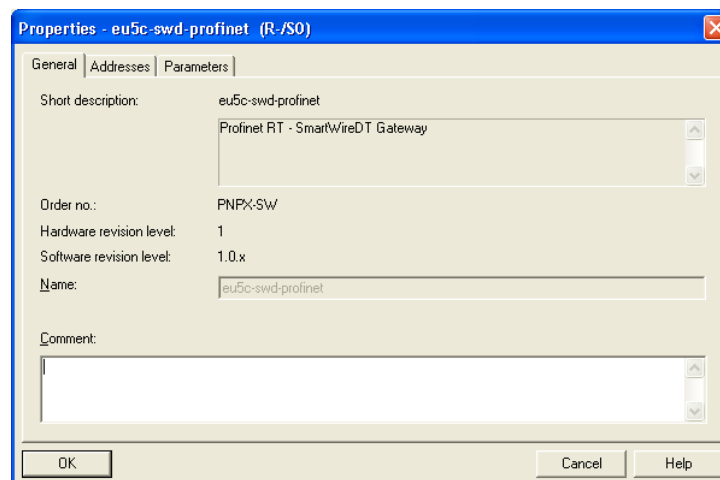 Properties - eu5c-swd-profinet (R-/S0)
General Addresses Parameters
Short description: eu5c-swd-profinet
Profinet RT - SmartWireDT Gateway
Order no.: PNPX-SW
Hardware revision level: 1
Software revision level: 1.0.x
Name: eu5c-swd-profinet
Comment:
OK Cancel Help